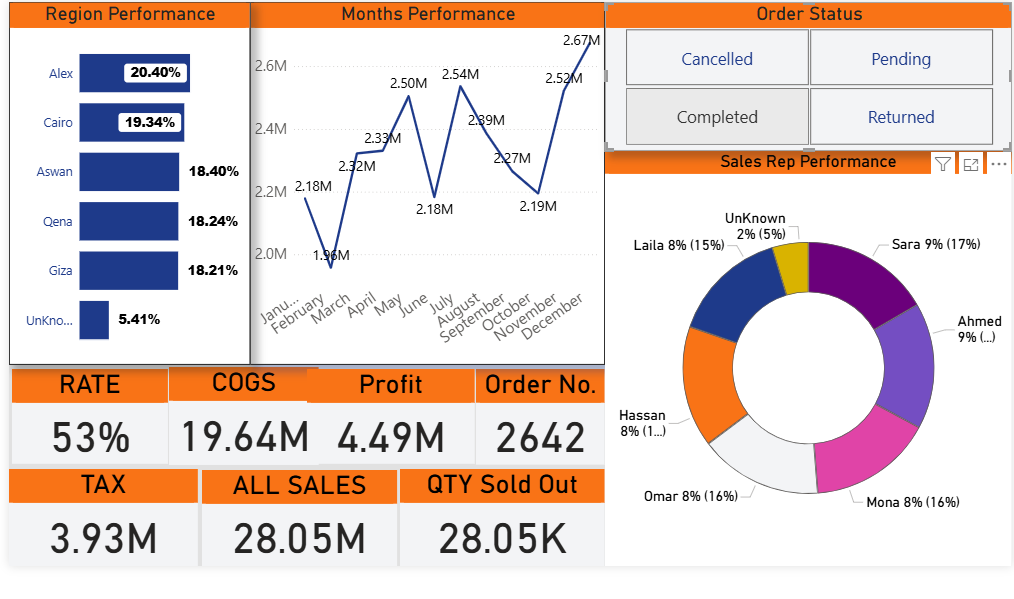 Region Performance
Alex
20.40%
Cairo
19.34%
Aswan
18.40%
Qena
18.24%
Giza
18.21%
UnKno...
5.41%
Months Performance
2.6M
2.4M
2.2M
2.0M
2.18M
1.96M
2.32M
2.33M
2.50M
2.18M
2.54M
2.39M
2.27M
2.19M
2.52M
2.67M
Janu...
February
March
April
May
June
July
August
September
October
November
December
Order Status
Cancelled
Pending
Completed
Returned
Sales Rep Performance
UnKnown
2% (5%)
Laila 8% (15%)
Sara 9% (17%)
Ahmed
9% (...)
Hassan
8% (1...)
Omar 8% (16%)
Mona 8% (16%)
RATE
53%
COGS
19.64M
Profit
4.49M
Order No.
2642
TAX
3.93M
ALL SALES
28.05M
QTY Sold Out
28.05K